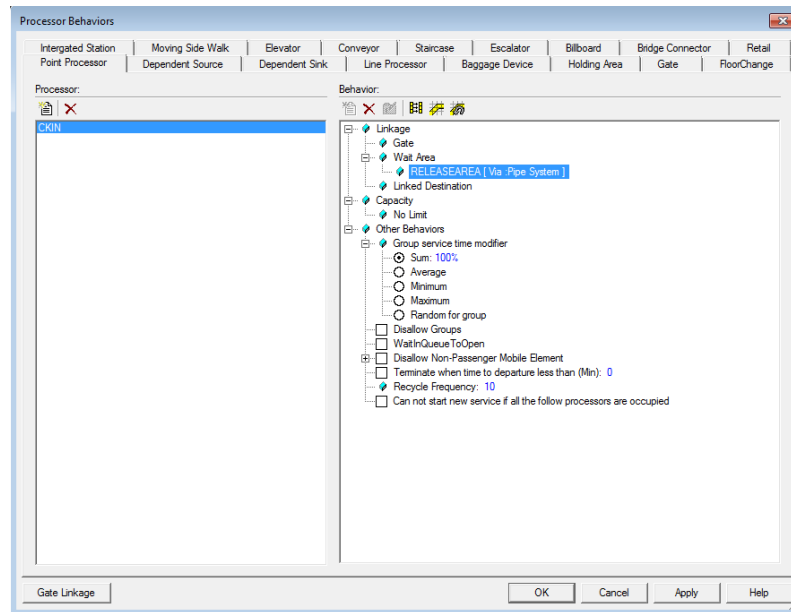 Processor Behaviors
Intergated Station Moving Side Walk Elevator Conveyor Staircase Escalator Billboard Bridge Connector Retail
Point Processor Dependent Source Dependent Sink Line Processor Baggage Device Holding Area Gate FloorChange
Processor: Behavior:
CKIN
Linkage
Gate
Wait Area
RELEASEAREA [ Via :Pipe System ]
Linked Destination
Capacity
No Limit
Other Behaviors
Group service time modifier
Sum: 100%
Average
Minimum
Maximum
Random for group
Disallow Groups
WaitInQueueToOpen
Disallow Non-Passenger Mobile Element
Terminate when time to departure less than (Min): 0
Recycle Frequency: 10
Can not start new service if all the follow processors are occupied
Gate Linkage OK Cancel Apply Help